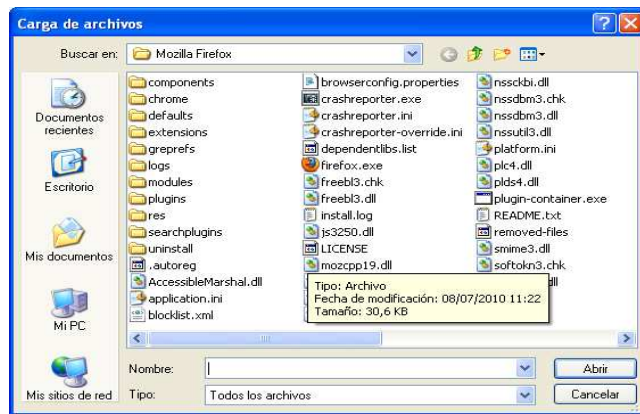 Carga de archivos
Buscar en: Mozilla Firefox
Documentos recientes
Escritorio
Mis documentos
Mi PC
Mis sitios de red
components
chrome
defaults
extensions
greprefs
logs
modules
plugins
res
searchplugins
uninstall
.autoreg
AccessibleMarshal.dll
application.ini
blocklist.xml
browserconfig.properties
crashreporter.exe
crashreporter.ini
crashreporter-override.ini
dependentlibs.list
firefox.exe
freebl3.chk
freebl3.dll
install.log
js3250.dll
LICENSE
mozcpp19.dll
nssckbi.dll
nssdbm3.chk
nssdbm3.dll
nssutil3.dll
platform.ini
plc4.dll
plds4.dll
plugin-container.exe
README.txt
removed-files
smime3.dll
softokn3.chk
Tipo: Archivo
Fecha de modificación: 08/07/2010 11:22
Tamaño: 30,6 KB
Nombre:
Abrir
Tipo: Todos los archivos
Cancelar